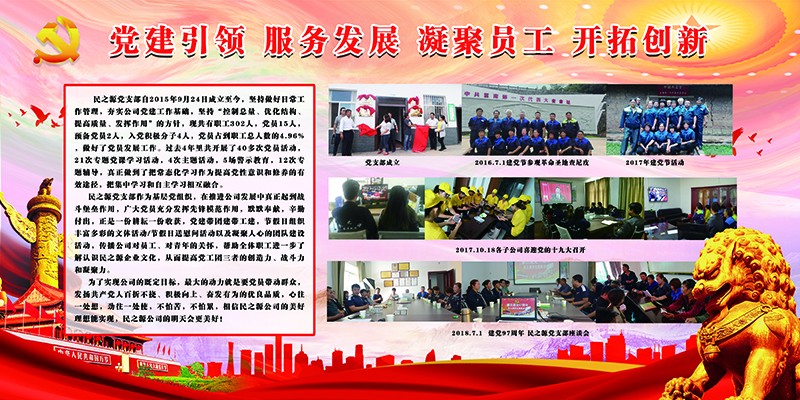 党建引领 服务发展 凝聚员工 开拓创新
民之源党支部自2015年9月24日成立至今，坚持做好日常工
作管理，夯实公司党建工作基础，坚持“控制总量、优化结构、
提高质量、发挥作用”的方针，现共有职工302人，党员15人，
预备党员2人，入党积极分子4人，党员占到职工总人数的4.96%
，做好了党员发展工作。过去4年里共开展了40多次党员活动，
21次专题党课学习活动，4次主题活动，5场警示教育，12次专
题辅导，真正做到了把常态化学习作为提高党性意识和修养的有
效途径，把集中学习和自主学习相互融合。
民之源党支部作为基层党组织，在推进公司发展中真正起到战
斗堡垒作用，广大党员充分发挥先锋模范作用，默默奉献，辛勤
付出，正是一份耕耘一份收获，党建带团建带工建，节假日组织
丰富多彩的文体活动/节假日送慰问活动以及凝聚人心的团队建设
活动，传播公司对员工、对青年的关怀，帮助全体职工进一步了
解认识民之源企业文化，从而提高党工团三者的创造力、战斗力
和凝聚力。
为了实现公司的既定目标，最大的动力就是要党员带动群众，
发扬共产党人百折不挠、积极向上、奋发有为的优良品质，心往
一处想，劲往一处使，不怕苦，不怕累，相信民之源公司的美好
理想能实现，民之源公司的明天会更美好！
党支部成立
2016.7.1建党节参观革命圣地查尼皮
2017年建党节活动
2017.10.18各子公司喜迎党的十九大召开
2018.7.1 建党97周年 民之源党支部座谈会